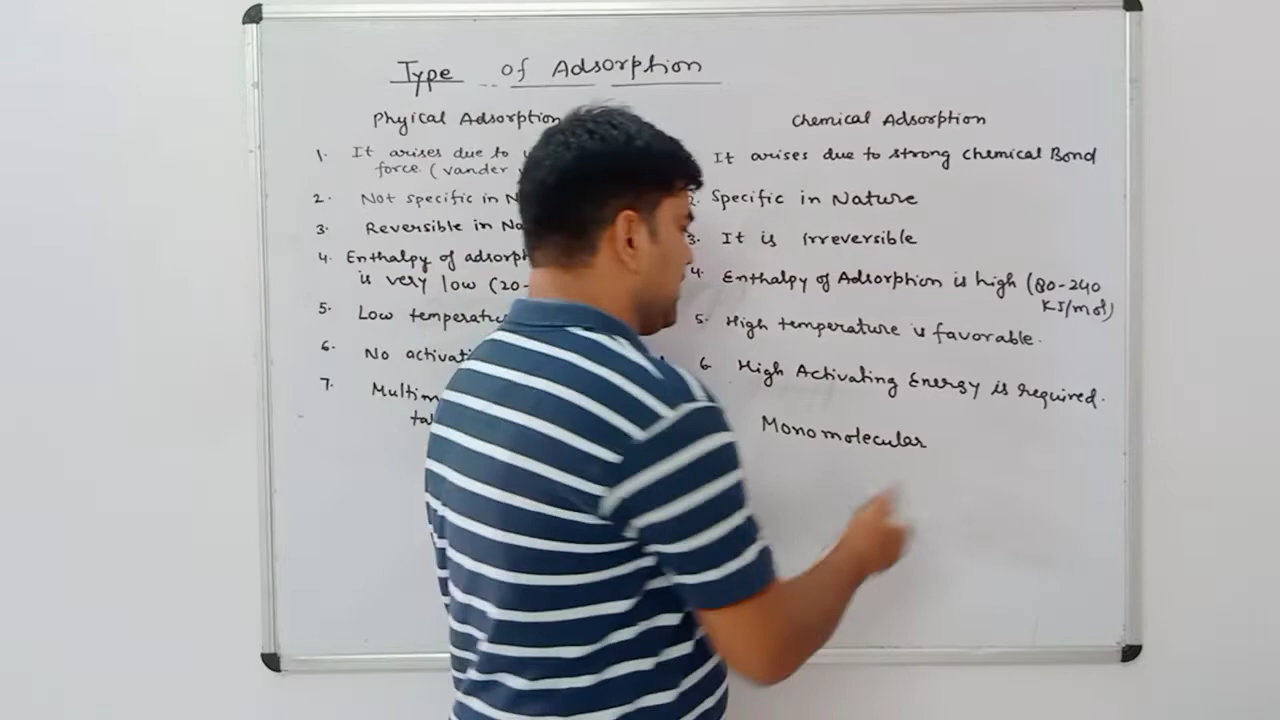 Type of Adsorption
Phyical Adsorption
1. It arises due to
force (vander
2. Not specific in
3. Reversible in
4. Enthalpy of
is very low (20-
5. Low
6. No
7.
Chemical Adsorption
It arises due to strong chemical Bond
2. Specific in Nature
3. It is Irreversible
4. Enthalpy of Adsorption is high (80-240
KJ/mol)
5. High temperature is favorable.
6 High Activating Energy is required.
Monomolecular